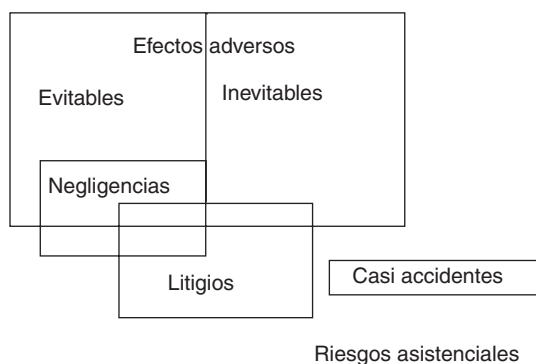 Efectos adversos
Evitables
Inevitables
Negligencias
Litigios
Casi accidentes
Riesgos asistenciales